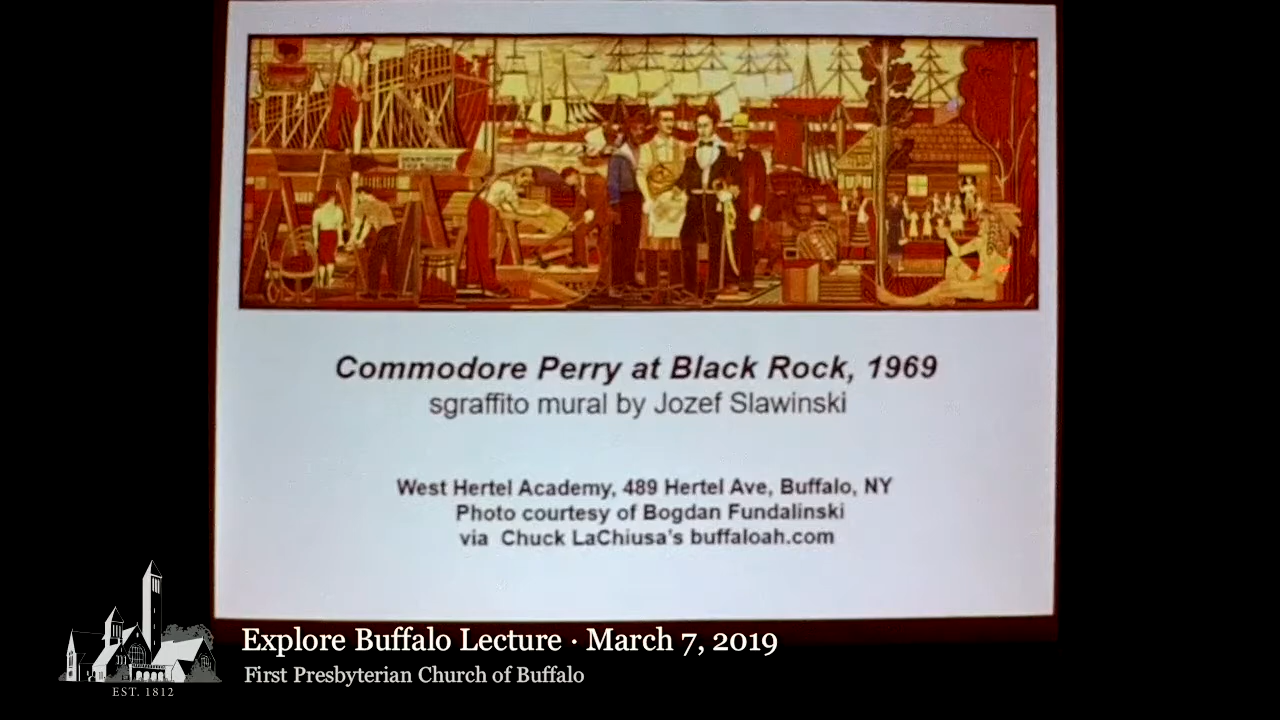 Commodore Perry at Black Rock, 1969
sgraffito mural by Jozef Slawinski
West Hertel Academy, 489 Hertel Ave, Buffalo, NY
Photo courtesy of Bogdan Fundalinski
via Chuck LaChiusa's buffaloah.com
Explore Buffalo Lecture · March 7, 2019
First Presbyterian Church of Buffalo
EST. 1812